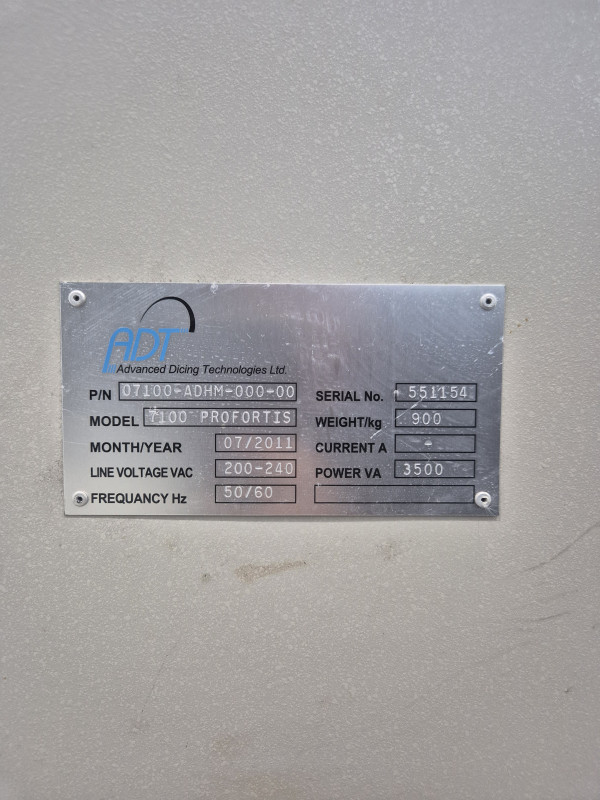 ADT
Advanced Dicing Technologies Ltd.
P/N 07100-ADHM-000-00
MODEL 7100 PROFORTIS
MONTH/YEAR 07/2011
LINE VOLTAGE VAC 200-240
FREQUANCY Hz 50/60
SERIAL No. 551154
WEIGHT/kg 900
CURRENT A -
POWER VA 3500